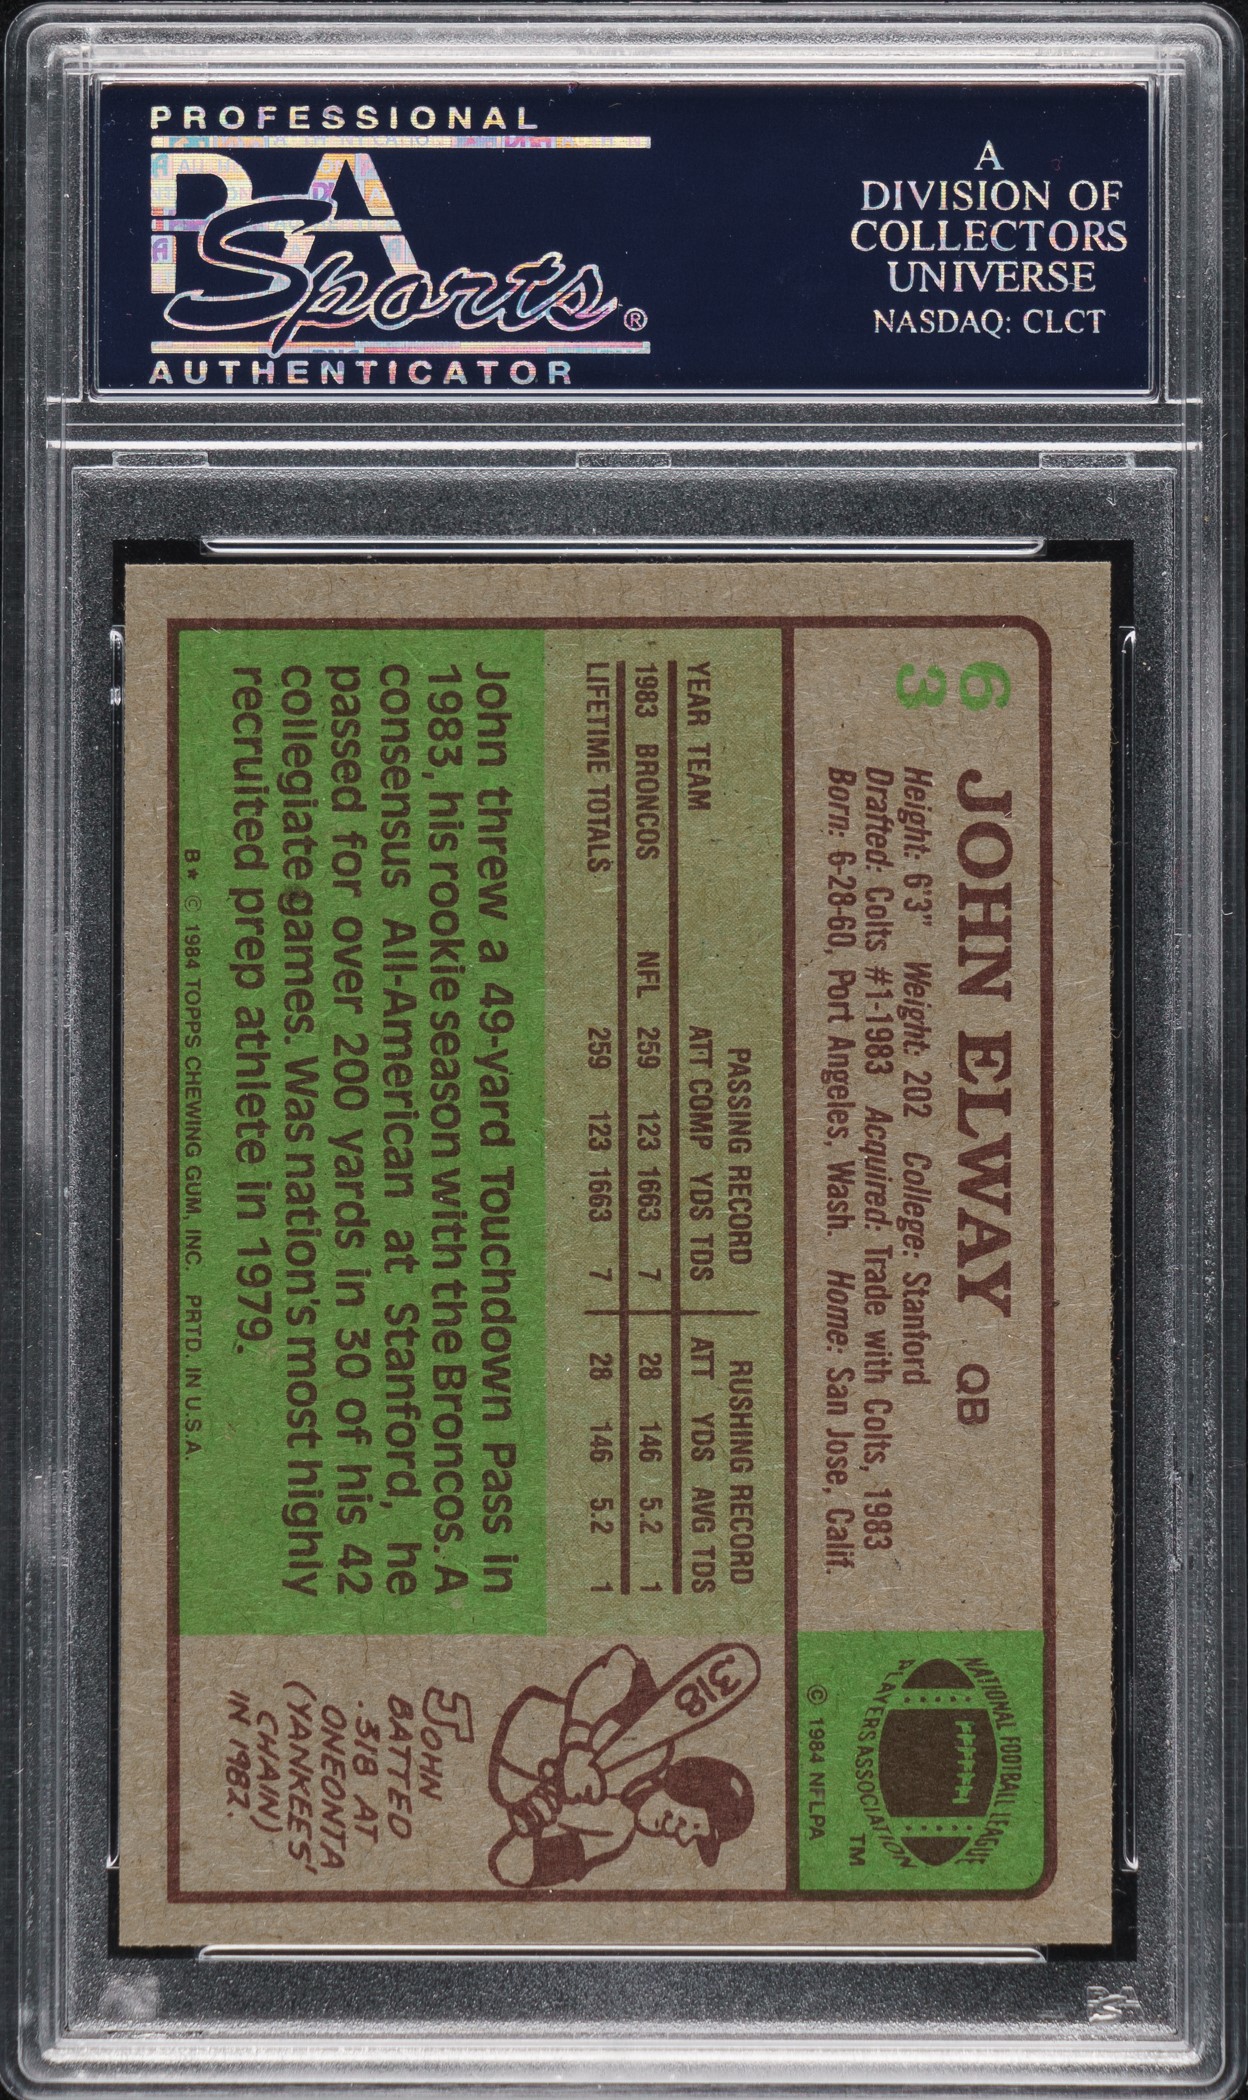 PROFESSIONAL
PSA
Sports®
AUTHENTICATOR
A
DIVISION OF
COLLECTORS
UNIVERSE
NASDAQ: CLCT
63
JOHN ELWAY QB
Height: 6'3" Weight: 202 College: Stanford
Drafted: Colts #1-1983 Acquired: Trade with Colts, 1983
Born: 6-28-60, Port Angeles, Wash. Home: San Jose, Calif.
NATIONAL FOOTBALL LEAGUE
PLAYERS ASSOCIATION
TM
© 1984 NFLPA
PASSING RECORD RUSHING RECORD
YEAR TEAM ATT COMP YDS TDS ATT YDS AVG TDS
1983 BRONCOS NFL 259 123 1663 7 28 146 5.2 1
LIFETIME TOTALS 259 123 1663 7 28 146 5.2 1
John threw a 49-yard Touchdown Pass in
1983, his rookie season with the Broncos. A
consensus All-American at Stanford, he
passed for over 200 yards in 30 of his 42
collegiate games. Was nation's most highly
recruited prep athlete in 1979.
B* © 1984 TOPPS CHEWING GUM, INC. PRTD. IN U.S.A.
318
JOHN
BATTED
.318 AT
ONEONTA
(YANKEES'
CHAIN)
IN 1982.
PSA